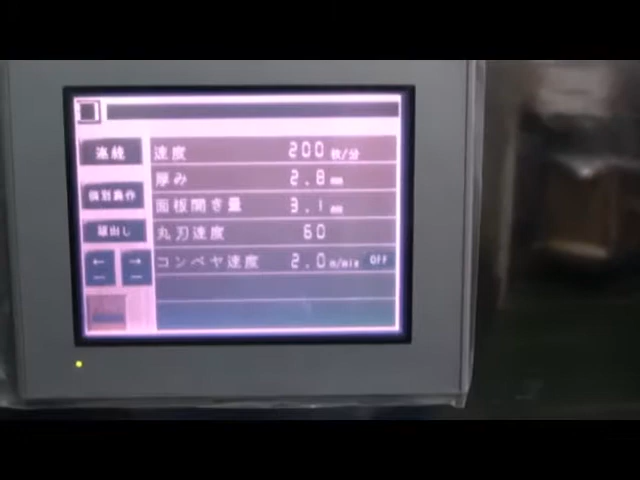 連続
速度 200 枚/分
厚み 2.8 mm
個別動作
面板開き量 3.1 mm
頭出し
丸刃速度 60
← →
コンベヤ速度 2.0 m/min OFF